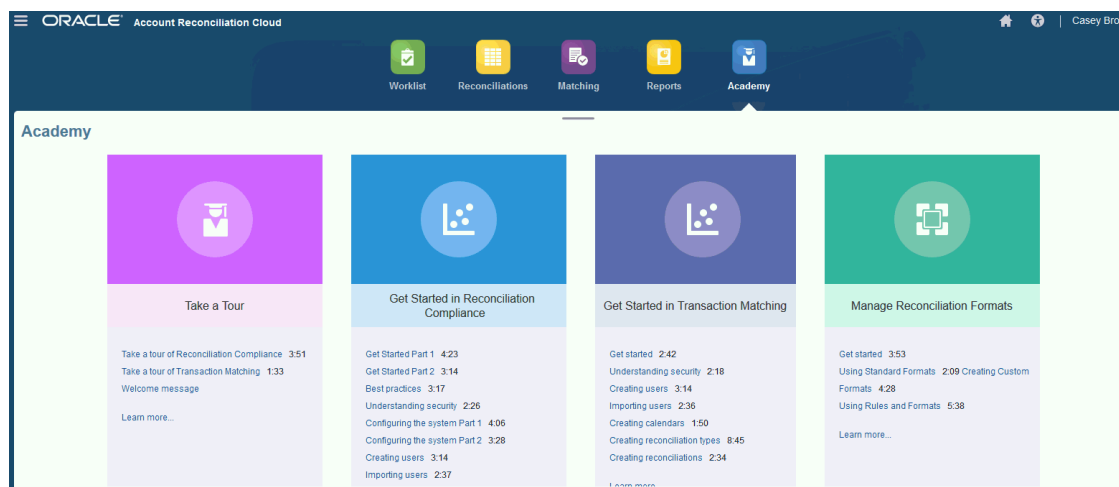 ORACLE Account Reconciliation Cloud
Casey Bro
Worklist Reconciliations Matching Reports Academy
Academy
Take a Tour
Take a tour of Reconciliation Compliance 3:51
Take a tour of Transaction Matching 1:33
Welcome message
Learn more...
Get Started in Reconciliation
Compliance
Get Started Part 1 4:23
Get Started Part 2 3:14
Best practices 3:17
Understanding security 2:26
Configuring the system Part 1 4:06
Configuring the system Part 2 3:28
Creating users 3:14
Importing users 2:37
Get Started in Transaction Matching
Get started 2:42
Understanding security 2:18
Creating users 3:14
Importing users 2:36
Creating calendars 1:50
Creating reconciliation types 8:45
Creating reconciliations 2:34
Learn more
Manage Reconciliation Formats
Get started 3:53
Using Standard Formats 2:09 Creating Custom
Formats 4:28
Using Rules and Formats 5:38
Learn more...